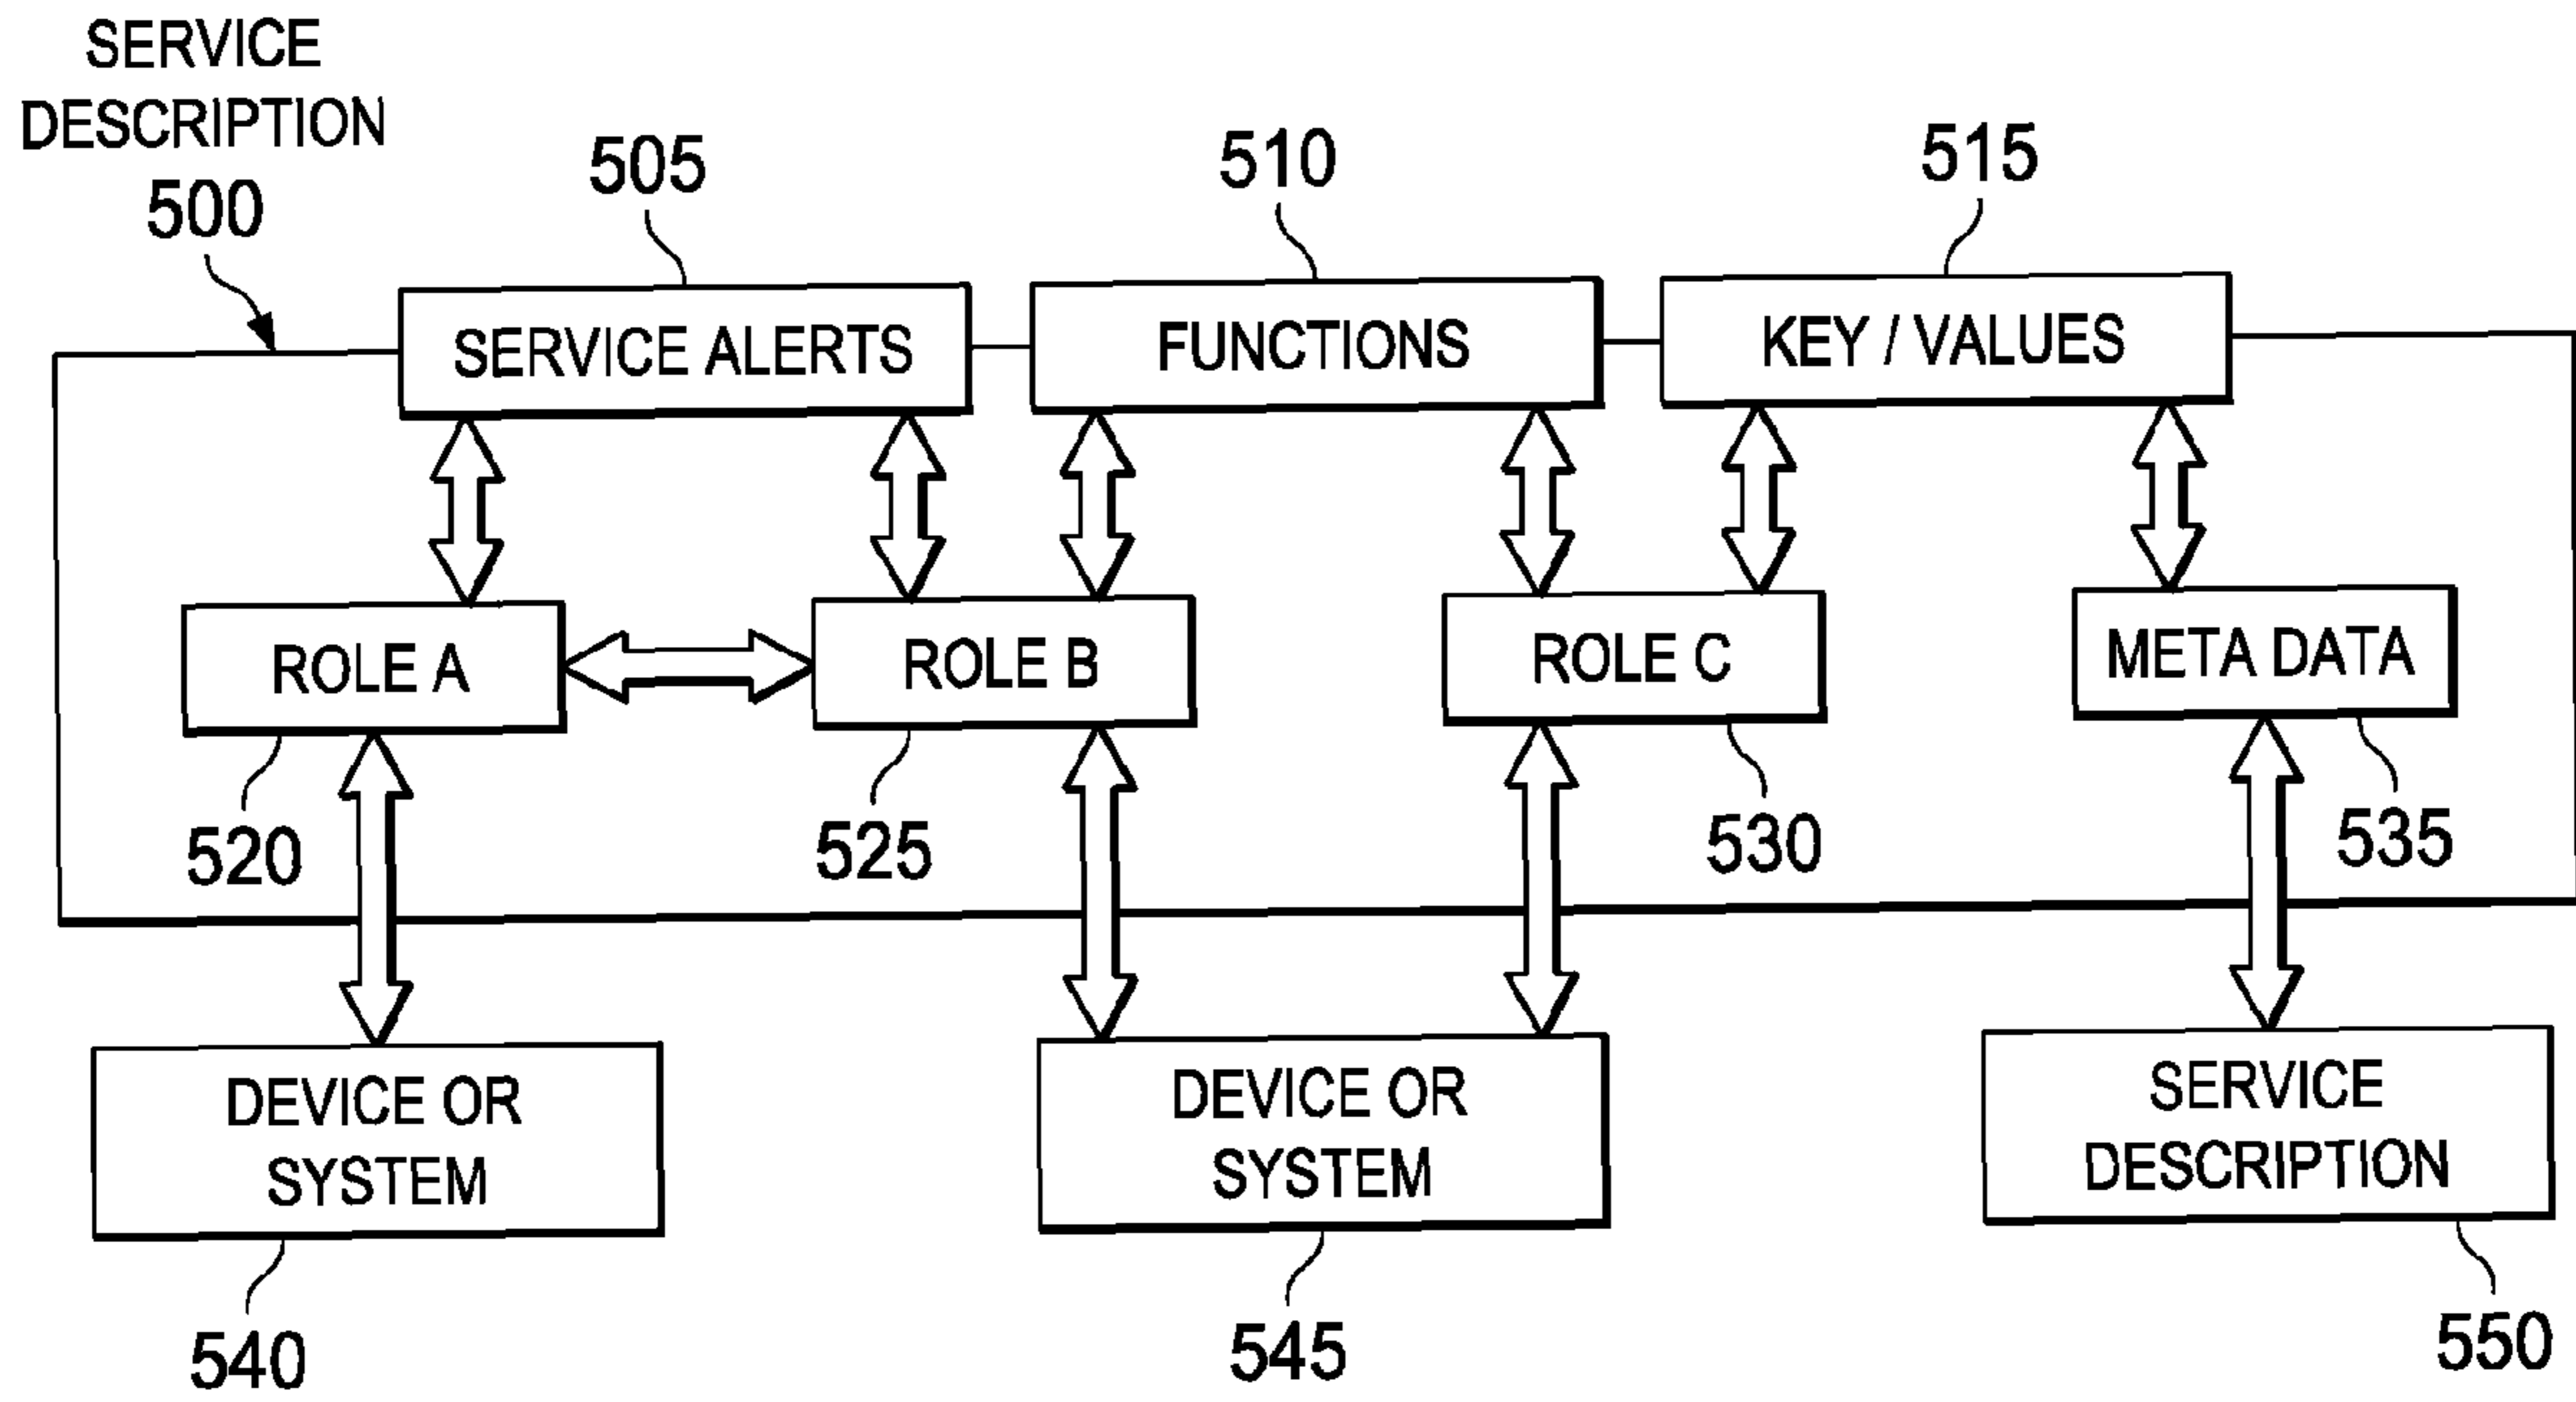 SERVICE
DESCRIPTION
500
505
510
515
SERVICE ALERTS
FUNCTIONS
KEY / VALUES
ROLE A
ROLE B
ROLE C
META DATA
520
525
530
535
DEVICE OR
SYSTEM
DEVICE OR
SYSTEM
SERVICE
DESCRIPTION
540
545
550